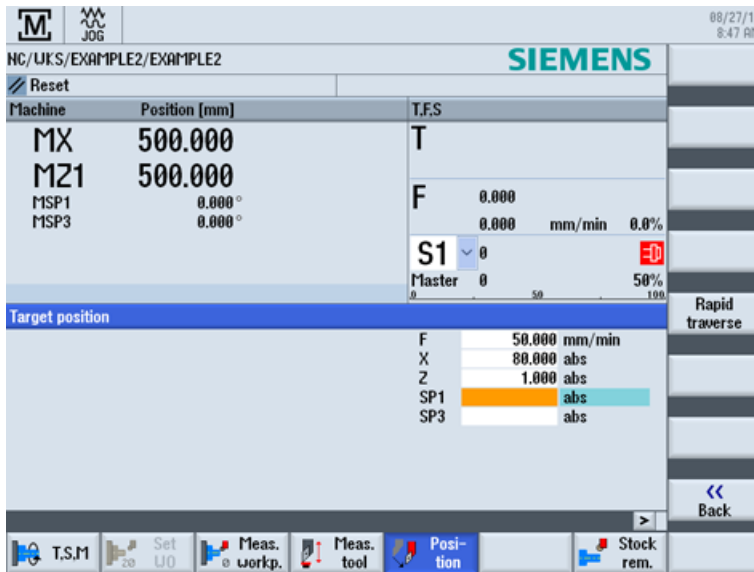 M JOG 08/27/1
8:47 AM
NC/WKS/EXAMPLE2/EXAMPLE2 SIEMENS
Reset
Machine Position [mm] T,F,S
MX 500.000 T
MZ1 500.000
MSP1 0.000° F 0.000
MSP3 0.000° 0.000 mm/min 0.0%
S1 0
Master 0 50%
0 50 100
Rapid traverse
Target position
F 50.000 mm/min
X 80.000 abs
Z 1.000 abs
SP1 abs
SP3 abs
<<
Back
>
T,S,M Set WO Meas. workp. Meas. tool Posi- tion Stock rem.